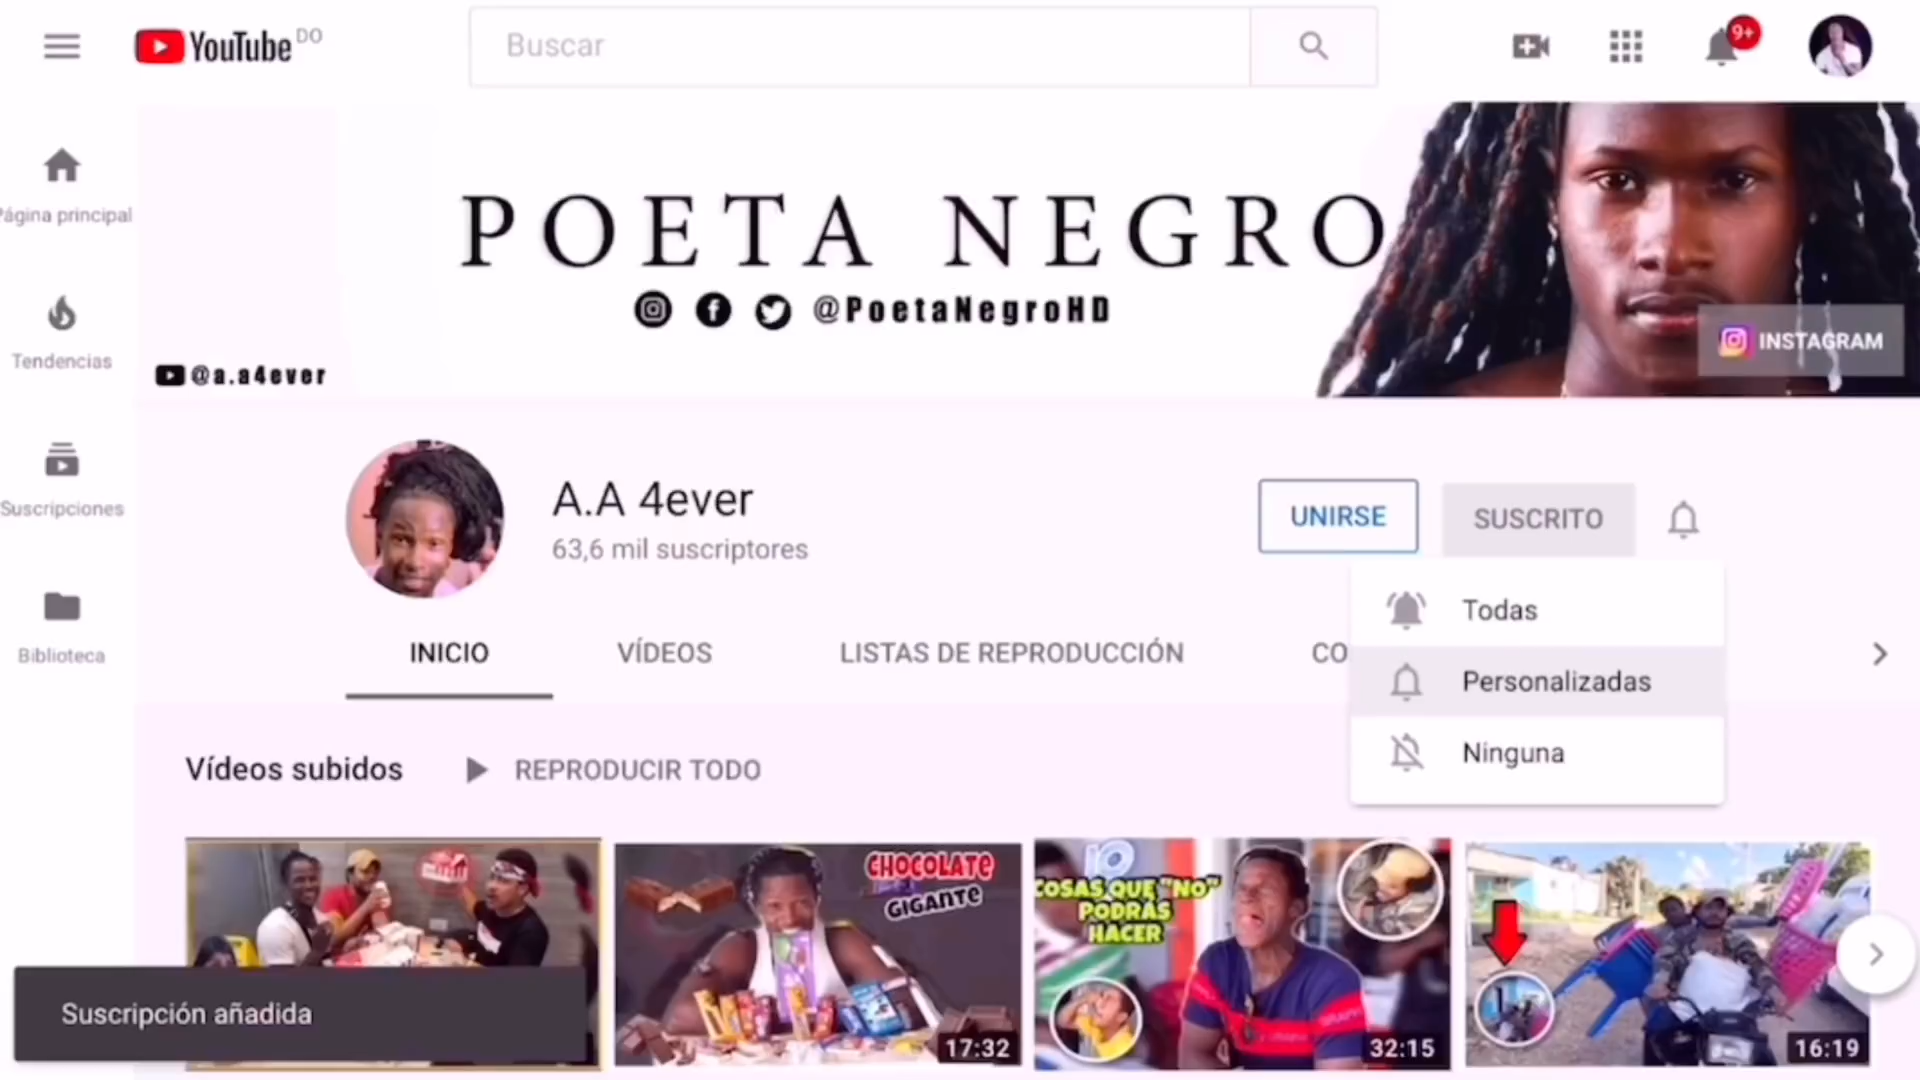 YouTube DO
Buscar
9+
Página principal
Tendencias
Suscripciones
Biblioteca
POETA NEGRO
@PoetaNegroHD
@a.a4ever
INSTAGRAM
A.A 4ever
63,6 mil suscriptores
UNIRSE
SUSCRITO
Todas
Personalizadas
Ninguna
INICIO
VÍDEOS
LISTAS DE REPRODUCCIÓN
CO
Vídeos subidos
REPRODUCIR TODO
CHOCOLATE
GIGANTE
17:32
10
COSAS QUE "NO"
PODRÁS
HACER
32:15
16:19
Suscripción añadida